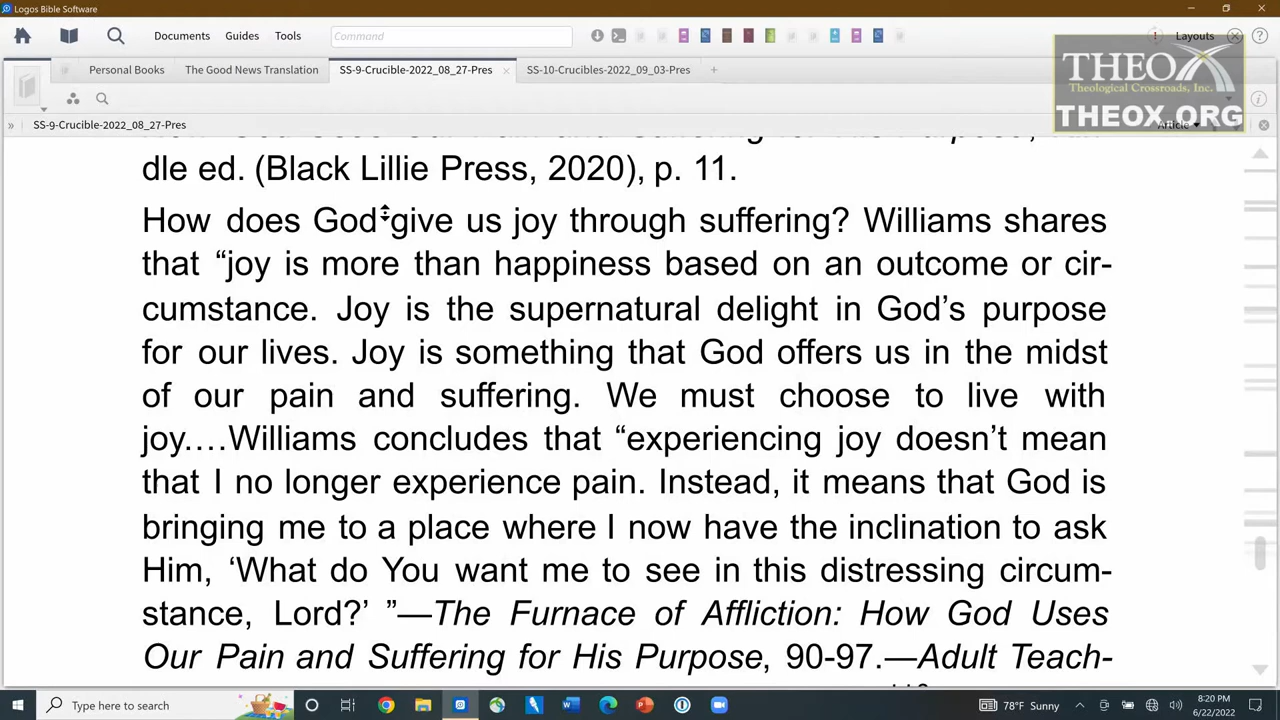 Logos Bible Software
Documents Guides Tools Command Layouts
Personal Books The Good News Translation SS-9-Crucible-2022_08_27-Pres SS-10-Crucibles-2022_09_03-Pres
THEOX
Theological Crossroads, Inc.
THEOX.ORG
SS-9-Crucible-2022_08_27-Pres Article
dle ed. (Black Lillie Press, 2020), p. 11.
How does God give us joy through suffering? Williams shares
that “joy is more than happiness based on an outcome or cir-
cumstance. Joy is the supernatural delight in God’s purpose
for our lives. Joy is something that God offers us in the midst
of our pain and suffering. We must choose to live with
joy.…Williams concludes that “experiencing joy doesn’t mean
that I no longer experience pain. Instead, it means that God is
bringing me to a place where I now have the inclination to ask
Him, ‘What do You want me to see in this distressing circum-
stance, Lord?’ ”—The Furnace of Affliction: How God Uses
Our Pain and Suffering for His Purpose, 90-97.—Adult Teach-
Type here to search 78°F Sunny 8:20 PM
6/22/2022